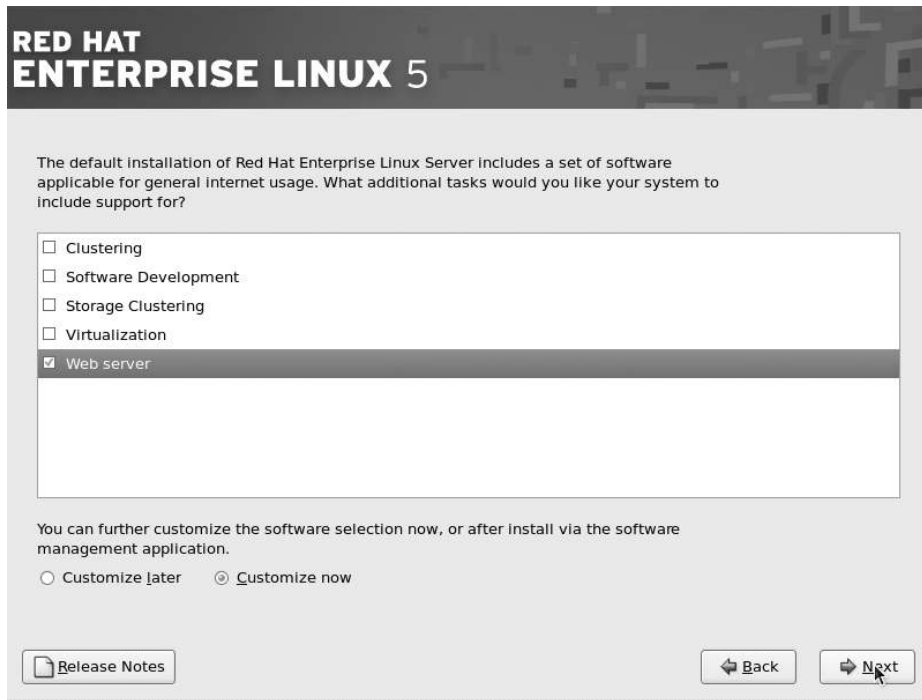 RED HAT
ENTERPRISE LINUX 5
The default installation of Red Hat Enterprise Linux Server includes a set of software
applicable for general internet usage. What additional tasks would you like your system to
include support for?
Clustering
Software Development
Storage Clustering
Virtualization
Web server
You can further customize the software selection now, or after install via the software
management application.
Customize later
Customize now
Release Notes
Back
Next